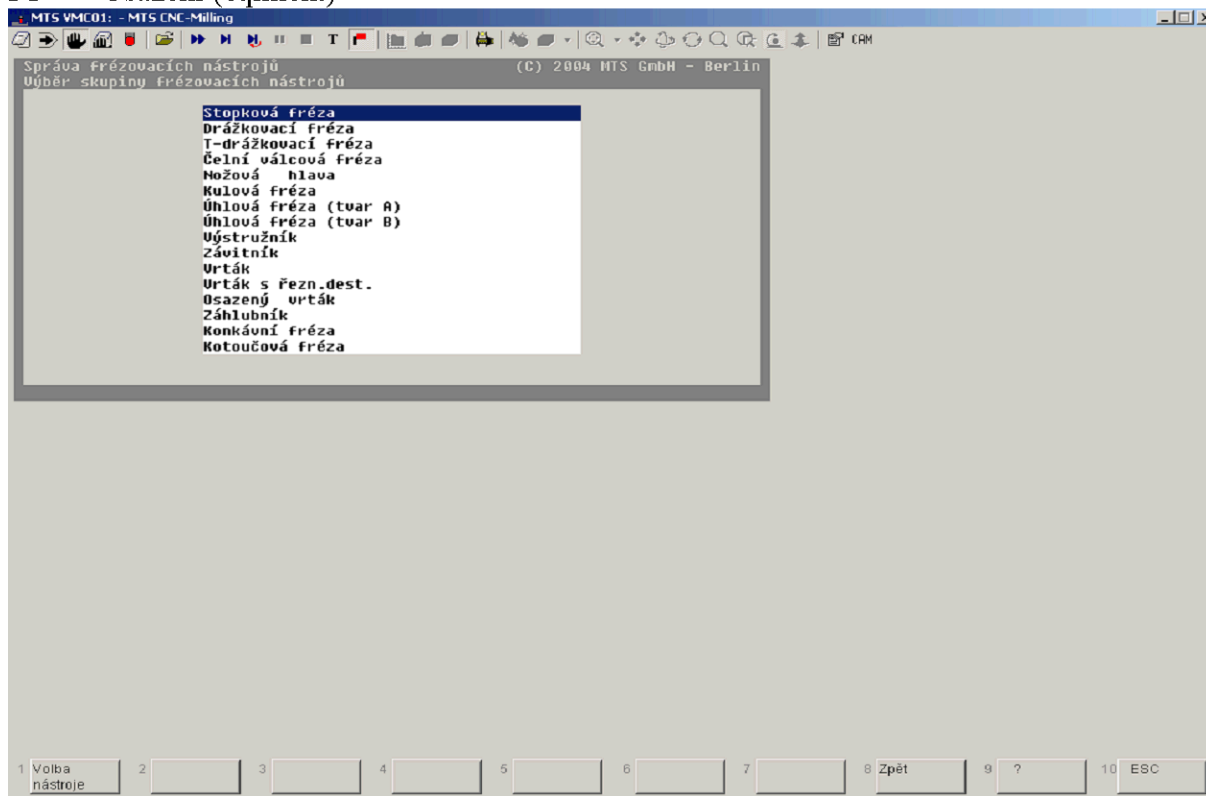 MTS VMC01: - MTS CNC-Milling
T CAM
Správa frézovacích nástrojů (C) 2004 MTS GmbH - Berlin
Výběr skupiny frézovacích nástrojů
Stopková fréza
Drážkovací fréza
T-drážkovací fréza
Čelní válcová fréza
Nožová hlava
Kulová fréza
Úhlová fréza (tvar A)
Úhlová fréza (tvar B)
Výstružník
Závitník
Vrták
Vrták s řezn.dest.
Osazený vrták
Záhlubník
Konkávní fréza
Kotoučová fréza
1 Volba nástroje 2 3 4 5 6 7 8 Zpět 9 ? 10 ESC